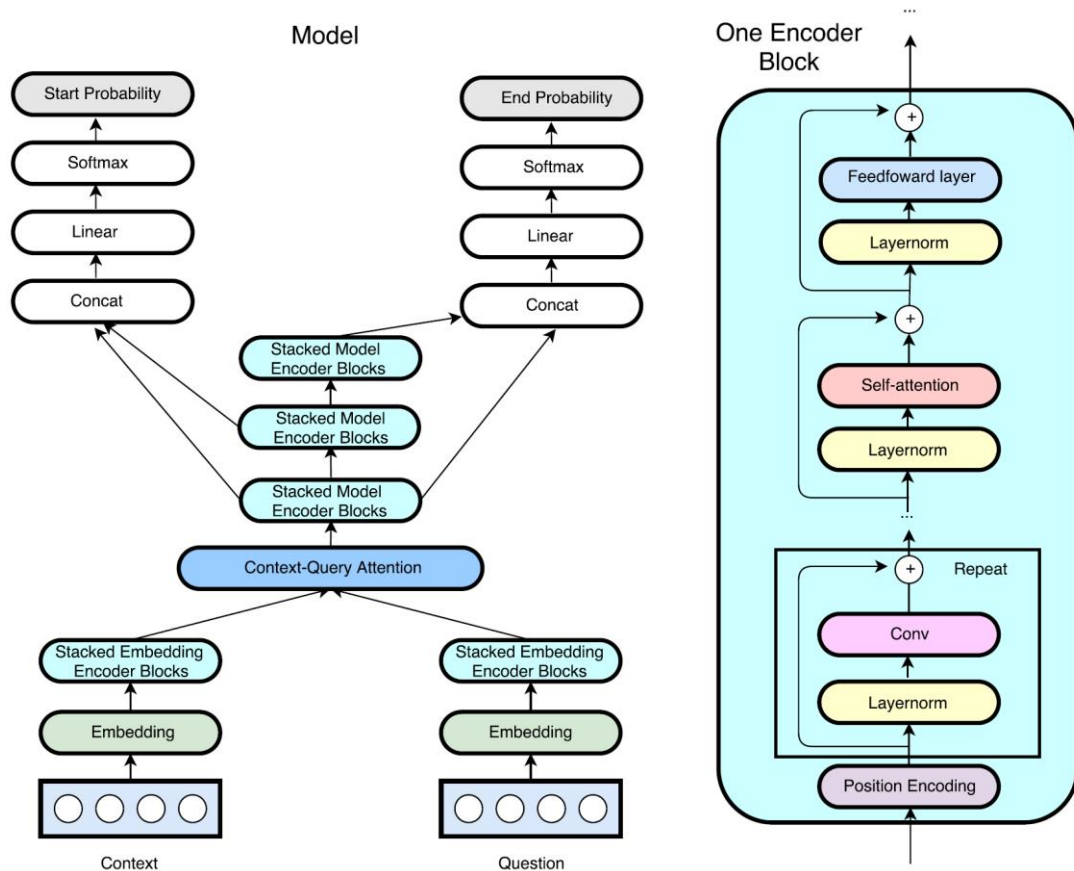 Model
Start Probability
Softmax
Linear
Concat
End Probability
Softmax
Linear
Concat
Stacked Model
Encoder Blocks
Stacked Model
Encoder Blocks
Stacked Model
Encoder Blocks
Context-Query Attention
Stacked Embedding
Encoder Blocks
Stacked Embedding
Encoder Blocks
Embedding
Embedding
Context
Question
One Encoder
Block
...
+
Feedfoward layer
Layernorm
+
Self-attention
Layernorm
...
+
Repeat
Conv
Layernorm
Position Encoding